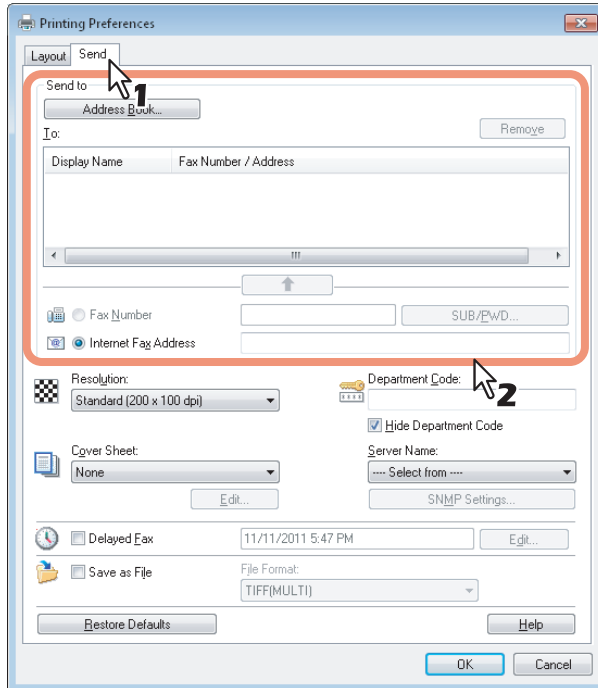 Printing Preferences
Layout Send
1
Send to
Address Book...
To:
Remove
Display Name Fax Number / Address
Fax Number
SUB/PWD...
Internet Fax Address
2
Resolution:
Standard (200 x 100 dpi)
Department Code:
Hide Department Code
Cover Sheet:
None
Edit...
Server Name:
---- Select from ----
SNMP Settings...
Delayed Fax
11/11/2011 5:47 PM
Edit...
Save as File
File Format:
TIFF(MULTI)
Restore Defaults
Help
OK
Cancel